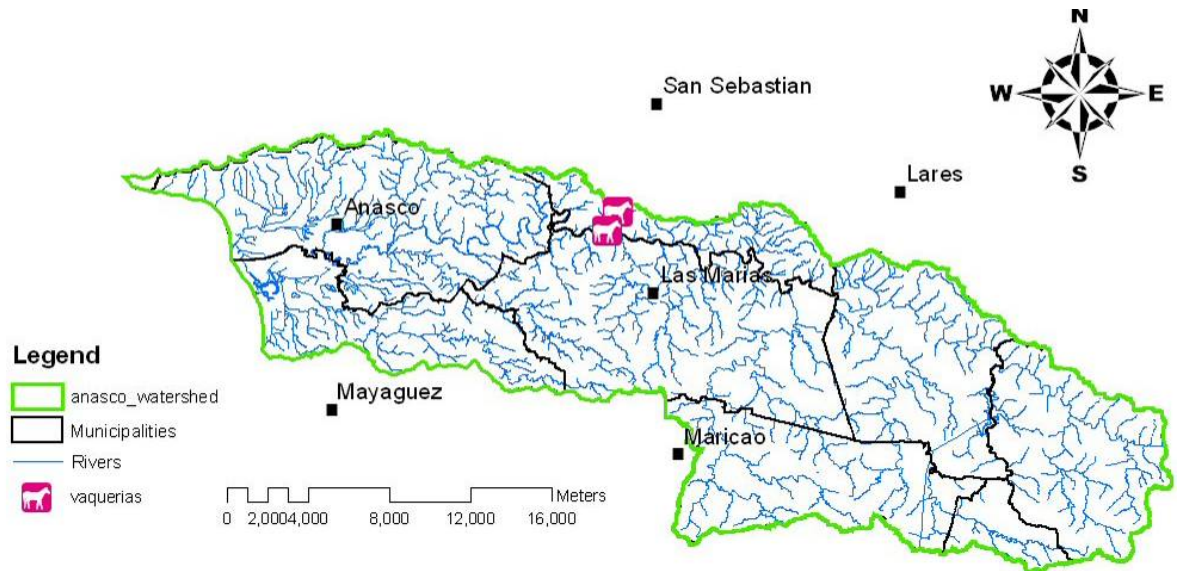 N
San Sebastian
W E
Lares
S
Anasco
Las Marias
Legend
anasco_watershed
Mayaguez
Municipalities
Maricao
Rivers
vaquerias
Meters
0 2,0004,000 8,000 12,000 16,000